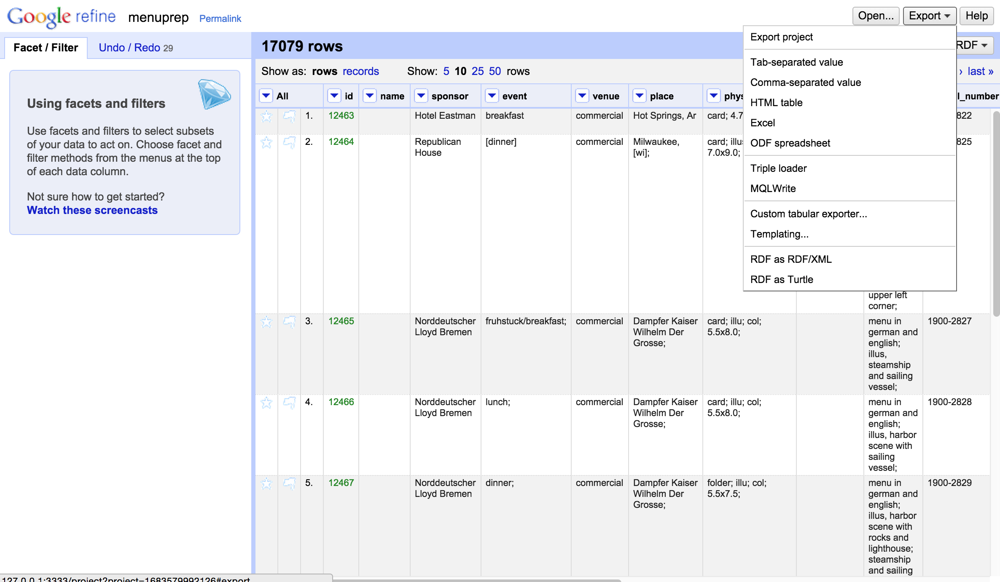 Google refine menuprep Permalink
Open... Export Help
Facet / Filter Undo / Redo 29
Using facets and filters
Use facets and filters to select subsets
of your data to act on. Choose facet and
filter methods from the menus at the top
of each data column.
Not sure how to get started?
Watch these screencasts
17079 rows
RDF
Show as: rows records Show: 5 10 25 50 rows
› last »
All id name sponsor event venue place phys l_number
1. 12463 Hotel Eastman breakfast commercial Hot Springs, Ar card; 4.7 822
2. 12464 Republican [dinner] commercial Milwaukee, card; illus 825
House [wi]; 7.0x9.0;
upper left
corner;
3. 12465 Norddeutscher fruhstuck/breakfast; commercial Dampfer Kaiser card; illu; col; menu in 1900-2827
Lloyd Bremen Wilhelm Der 5.5x8.0; german and
Grosse; english;
illus,
steamship
and sailing
vessel;
4. 12466 Norddeutscher lunch; commercial Dampfer Kaiser card; illu; col; menu in 1900-2828
Lloyd Bremen Wilhelm Der 5.5x8.0; german and
Grosse; english;
illus, harbor
scene with
sailing
vessel;
5. 12467 Norddeutscher dinner; commercial Dampfer Kaiser folder; illu; col; menu in 1900-2829
Lloyd Bremen Wilhelm Der 5.5x7.5; german and
Grosse; english;
illus, harbor
scene with
rocks and
lighthouse;
steamship
and sailing
Export project
Tab-separated value
Comma-separated value
HTML table
Excel
ODF spreadsheet
Triple loader
MQLWrite
Custom tabular exporter...
Templating...
RDF as RDF/XML
RDF as Turtle
127.0.0.1:3333/project?project=1683579992126#export